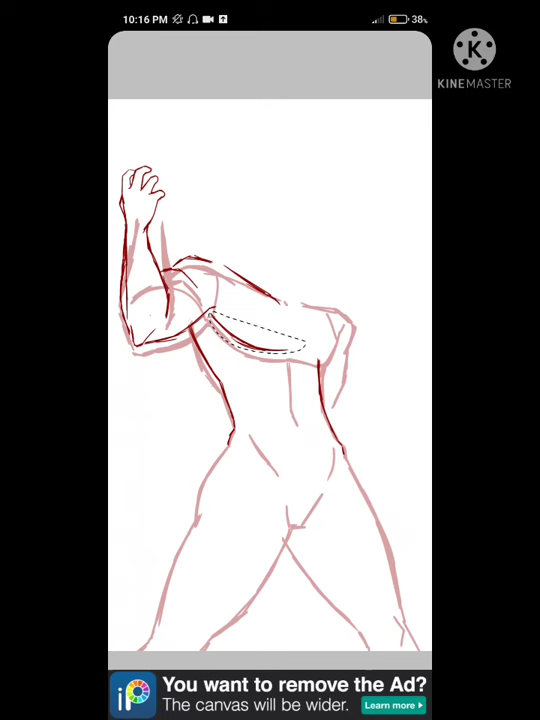 10:16 PM 38%
KINEMASTER
You want to remove the Ad?
The canvas will be wider. Learn more